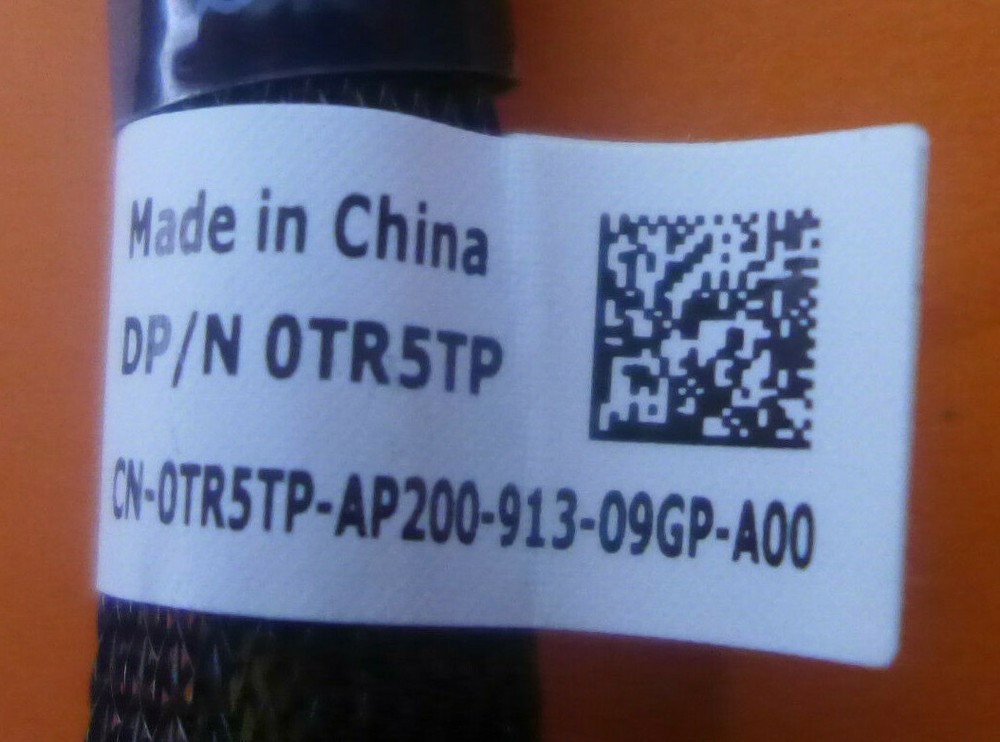 Made in China
DP/N 0TR5TP
CN-0TR5TP-AP200-913-09GP-A00